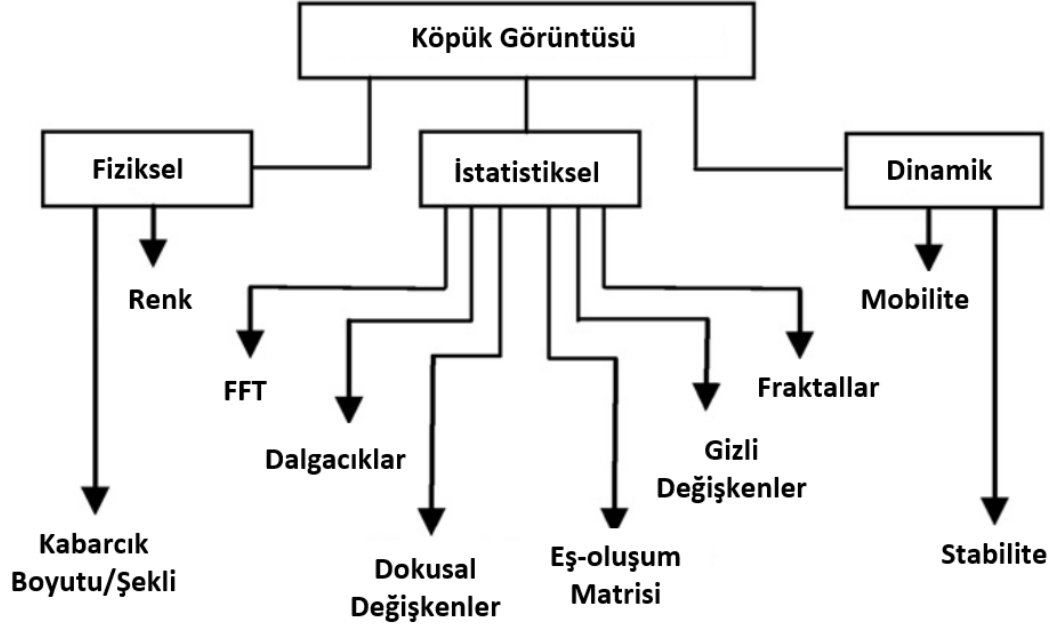 Köpük Görüntüsü
Fiziksel
İstatistiksel
Dinamik
Renk
Mobilite
FFT
Fraktallar
Dalgacıklar
Gizli
Değişkenler
Kabarcık
Boyutu/Şekli
Dokusal
Değişkenler
Eş-oluşum
Matrisi
Stabilite